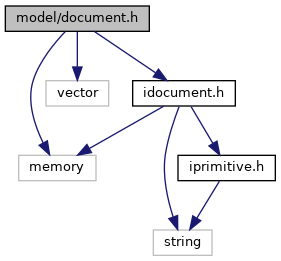 model/document.h
vector
idocument.h
memory
iprimitive.h
string